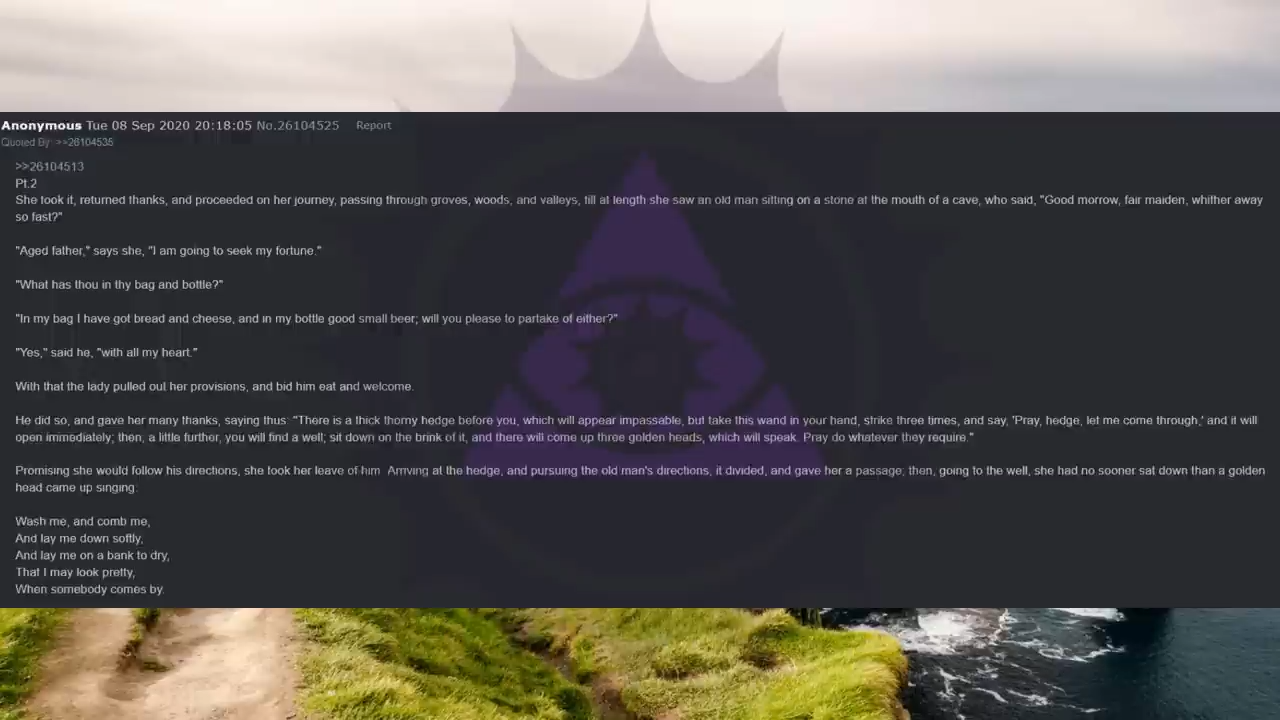 Anonymous Tue 08 Sep 2020 20:18:05 No.26104525 Report
Quoted By: >>26104535
>>26104513
Pt.2
She took it, returned thanks, and proceeded on her journey, passing through groves, woods, and valleys, till at length she saw an old man sitting on a stone at the mouth of a cave, who said, "Good morrow, fair maiden, whither away
so fast?"
"Aged father," says she, "I am going to seek my fortune."
"What has thou in thy bag and bottle?"
"In my bag I have got bread and cheese, and in my bottle good small beer; will you please to partake of either?"
"Yes," said he, "with all my heart."
With that the lady pulled out her provisions, and bid him eat and welcome.
He did so, and gave her many thanks, saying thus: "There is a thick thorny hedge before you, which will appear impassable, but take this wand in your hand, strike three times, and say, 'Pray, hedge, let me come through,' and it will
open immediately; then, a little further, you will find a well; sit down on the brink of it, and there will come up three golden heads, which will speak. Pray do whatever they require."
Promising she would follow his directions, she took her leave of him. Arriving at the hedge, and pursuing the old man's directions, it divided, and gave her a passage; then, going to the well, she had no sooner sat down than a golden
head came up singing:
Wash me, and comb me,
And lay me down softly,
And lay me on a bank to dry,
That I may look pretty,
When somebody comes by.